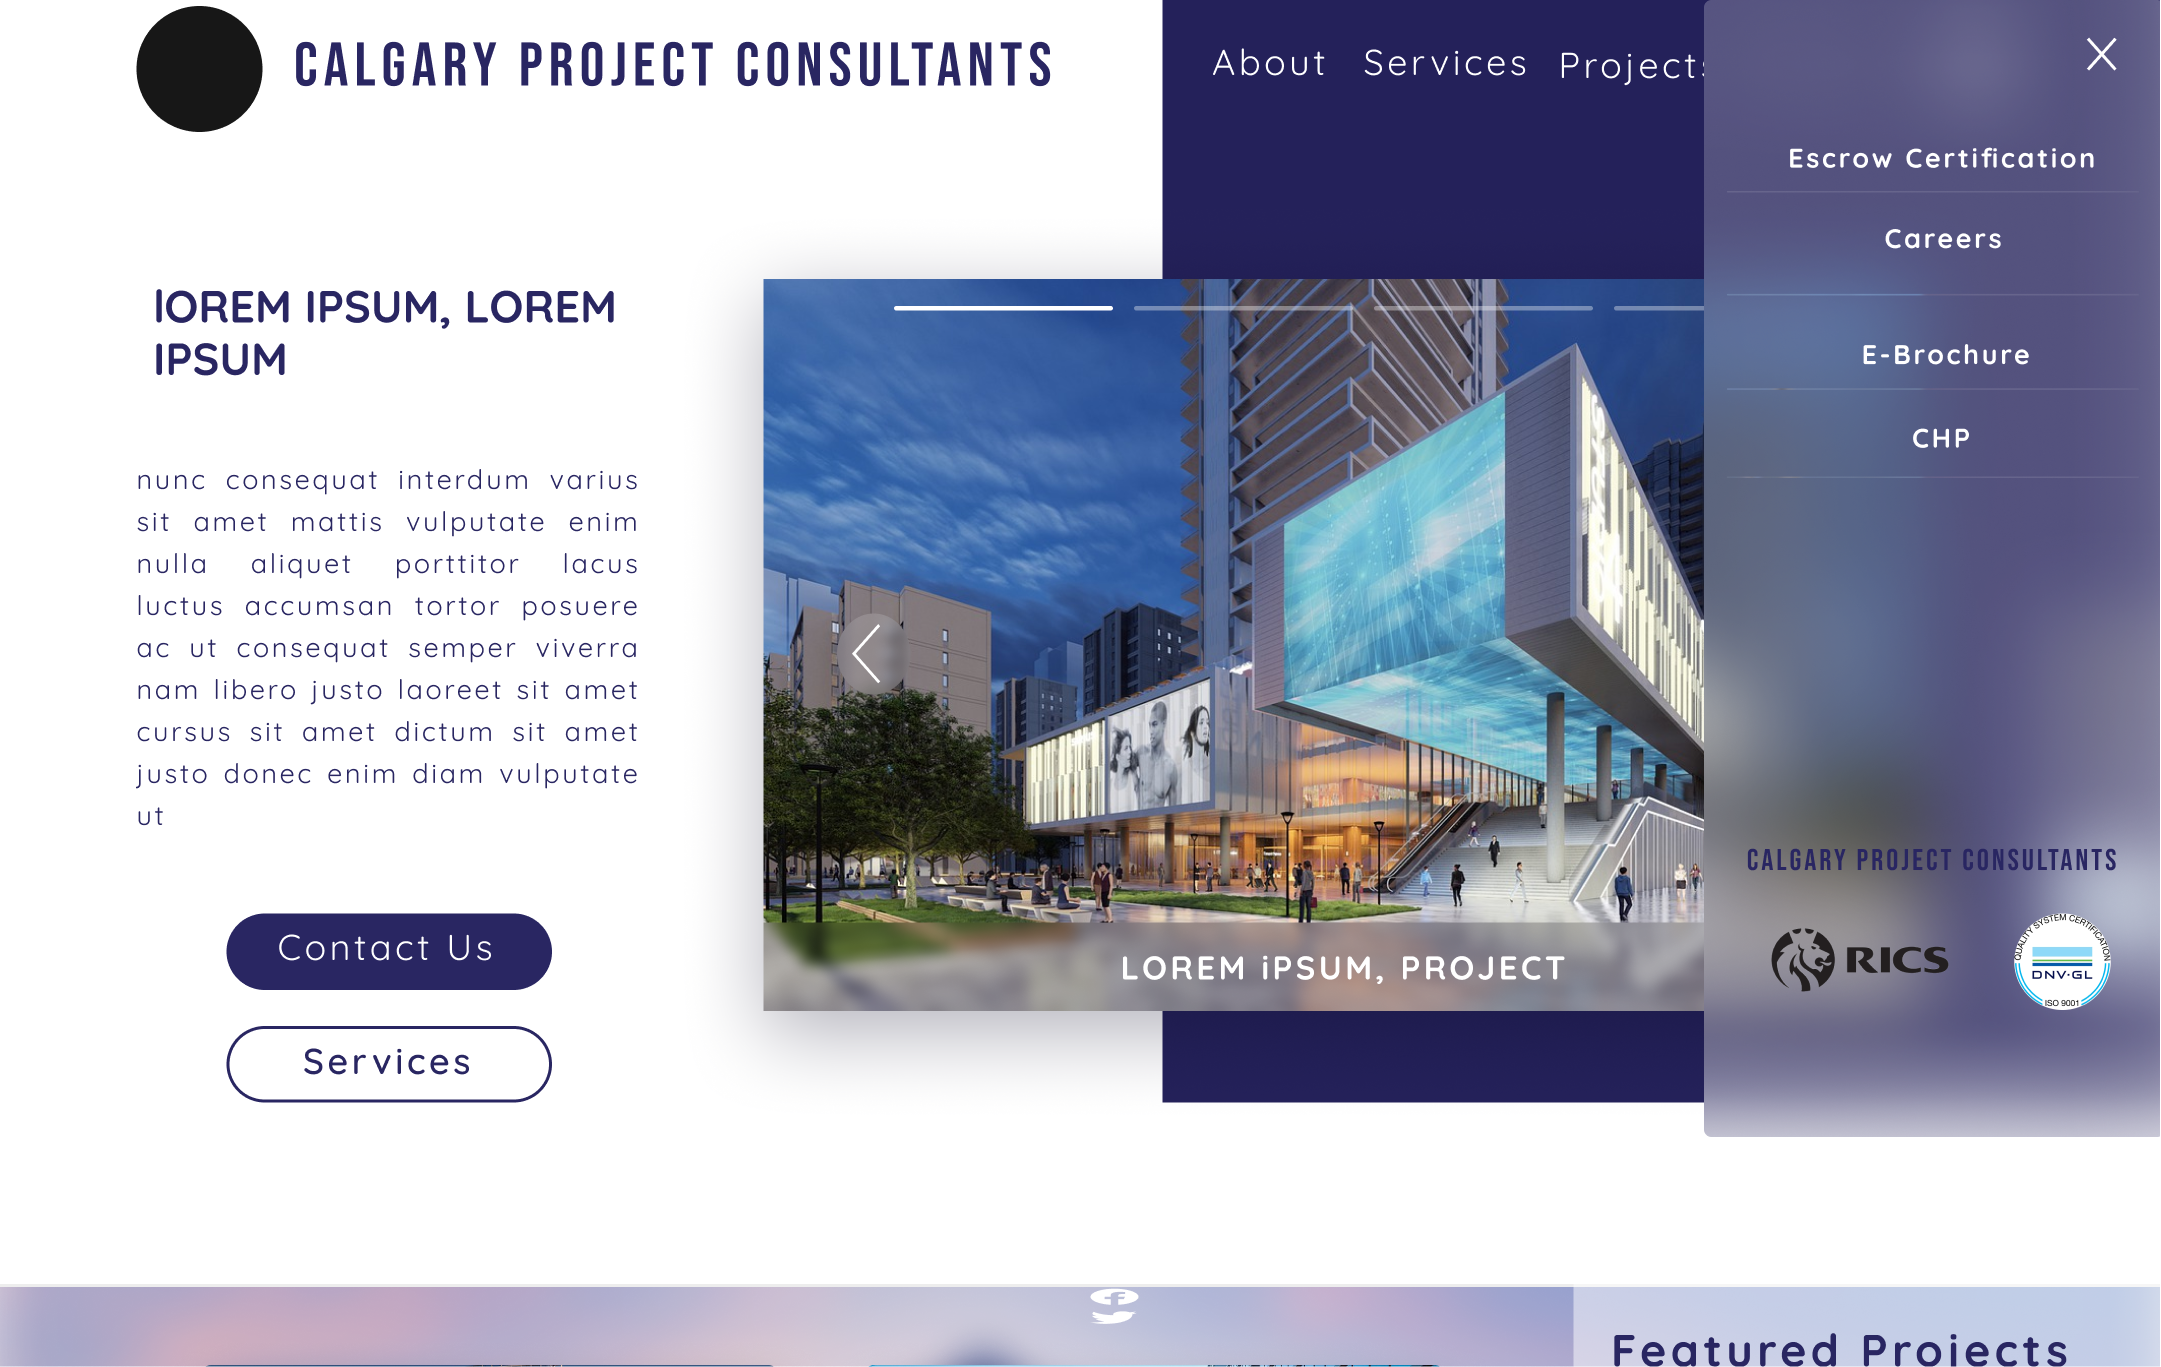 CALGARY PROJECT CONSULTANTS
About Services Projects
Escrow Certification
Careers
E-Brochure
CHP
lOREM IPSUM, LOREM
IPSUM
nunc consequat interdum varius
sit amet mattis vulputate enim
nulla aliquet porttitor lacus
luctus accumsan tortor posuere
ac ut consequat semper viverra
nam libero justo laoreet sit amet
cursus sit amet dictum sit amet
justo donec enim diam vulputate
ut
Contact Us
Services
LOREM iPSUM, PROJECT
CALGARY PROJECT CONSULTANTS
RICS
QUALITY SYSTEM CERTIFICATION
DNV·GL
ISO 9001
Featured Projects